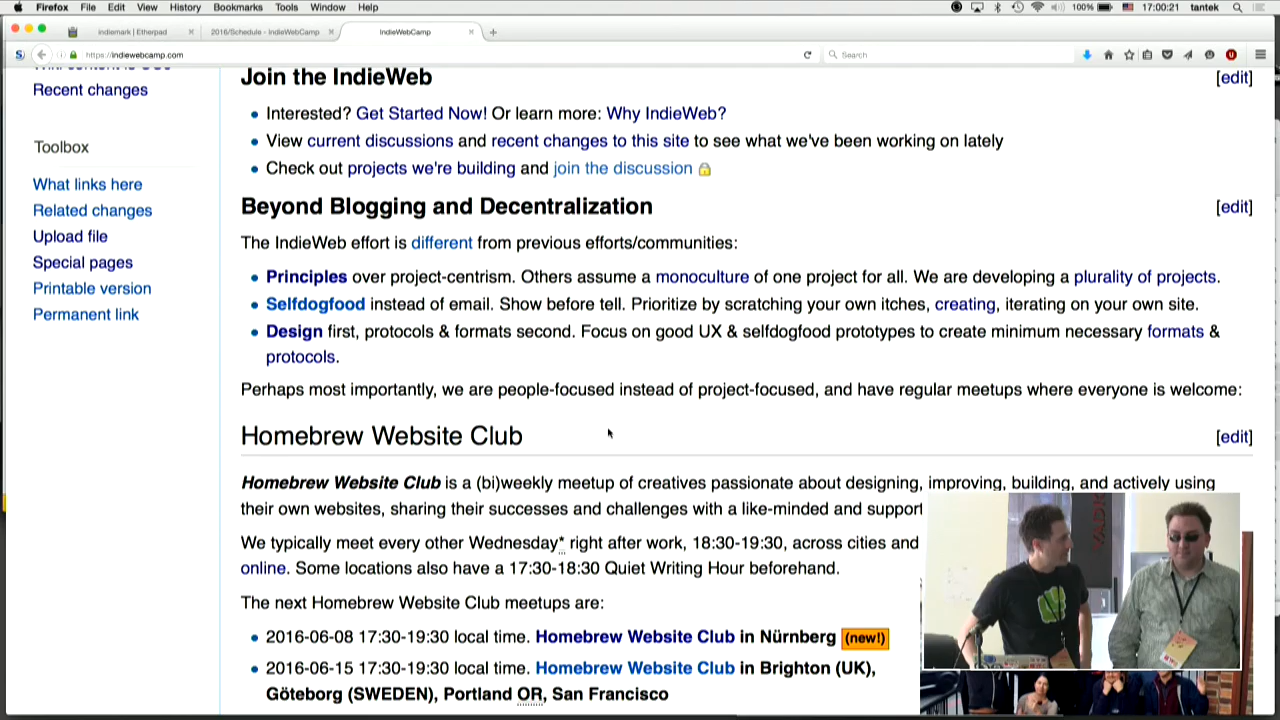 Firefox File Edit View History Bookmarks Tools Window Help 100% 17:00:21 tantek
indiemark | Etherpad 2016/Schedule - IndieWebCamp IndieWebCamp
https://indiewebcamp.com Search
Recent changes
Toolbox
What links here
Related changes
Upload file
Special pages
Printable version
Permanent link
Join the IndieWeb [edit]
Interested? Get Started Now! Or learn more: Why IndieWeb?
View current discussions and recent changes to this site to see what we've been working on lately
Check out projects we're building and join the discussion
Beyond Blogging and Decentralization [edit]
The IndieWeb effort is different from previous efforts/communities:
Principles over project-centrism. Others assume a monoculture of one project for all. We are developing a plurality of projects.
Selfdogfood instead of email. Show before tell. Prioritize by scratching your own itches, creating, iterating on your own site.
Design first, protocols & formats second. Focus on good UX & selfdogfood prototypes to create minimum necessary formats &
protocols.
Perhaps most importantly, we are people-focused instead of project-focused, and have regular meetups where everyone is welcome:
Homebrew Website Club [edit]
Homebrew Website Club is a (bi)weekly meetup of creatives passionate about designing, improving, building, and actively using
their own websites, sharing their successes and challenges with a like-minded and support
We typically meet every other Wednesday* right after work, 18:30-19:30, across cities and
online. Some locations also have a 17:30-18:30 Quiet Writing Hour beforehand.
The next Homebrew Website Club meetups are:
2016-06-08 17:30-19:30 local time. Homebrew Website Club in Nürnberg (new!)
2016-06-15 17:30-19:30 local time. Homebrew Website Club in Brighton (UK),
Göteborg (SWEDEN), Portland OR, San Francisco